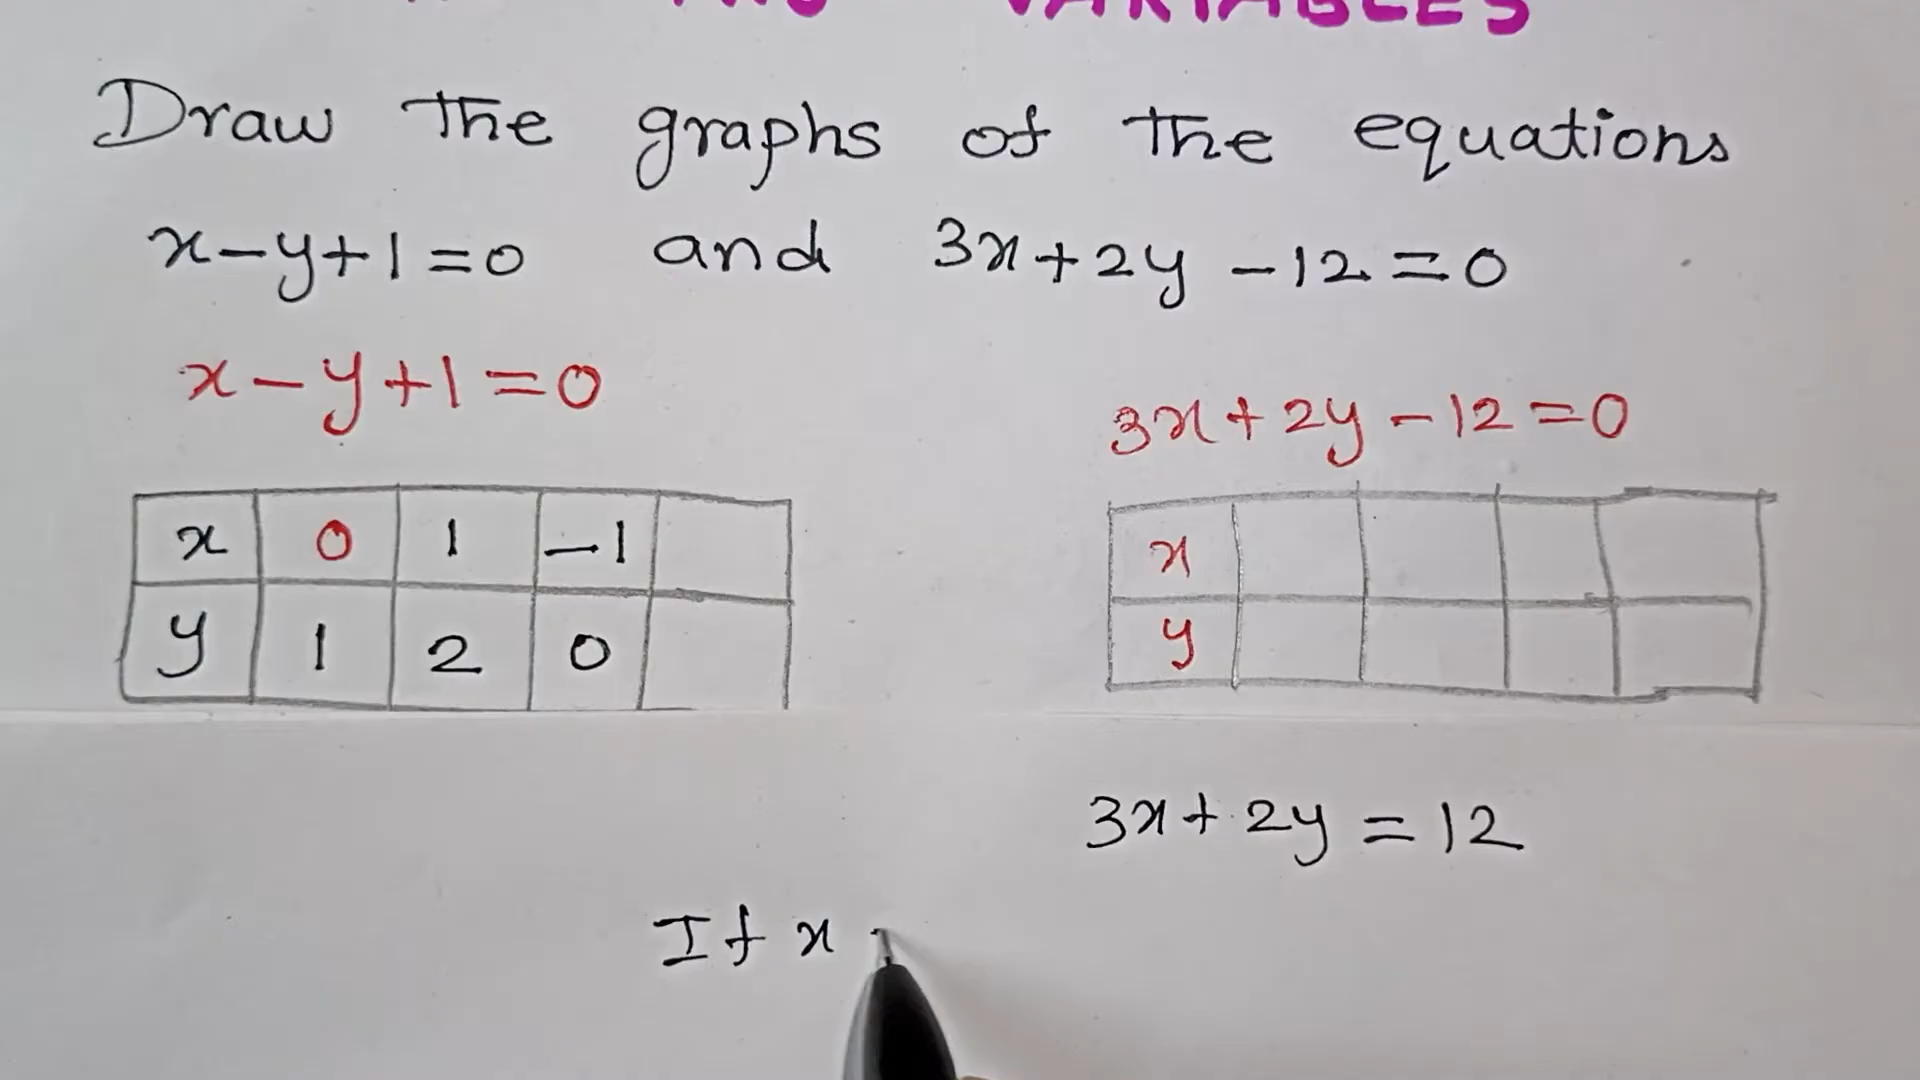 VARIABLES
Draw the graphs of the equations
x-y+1=0 and 3x+2y-12=0
x-y+1=0
3x+2y-12=0
x 0 1 -1
y 1 2 0
x
y
3x+2y=12
If x